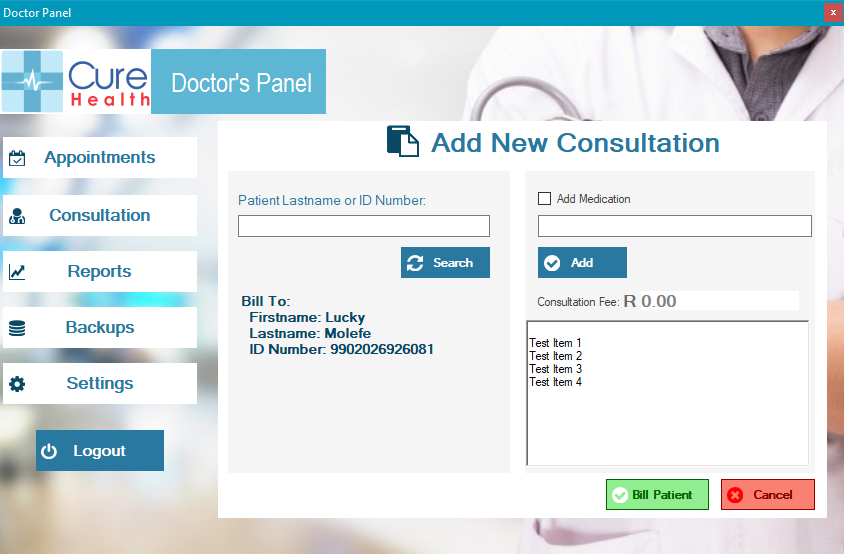 Doctor Panel
x
Cure
Health
Doctor's Panel
Add New Consultation
Appointments
Consultation
Reports
Backups
Settings
Logout
Patient Lastname or ID Number:
Search
Bill To:
Firstname: Lucky
Lastname: Molefe
ID Number: 9902026926081
Add Medication
Add
Consultation Fee: R 0.00
Test Item 1
Test Item 2
Test Item 3
Test Item 4
Bill Patient
Cancel